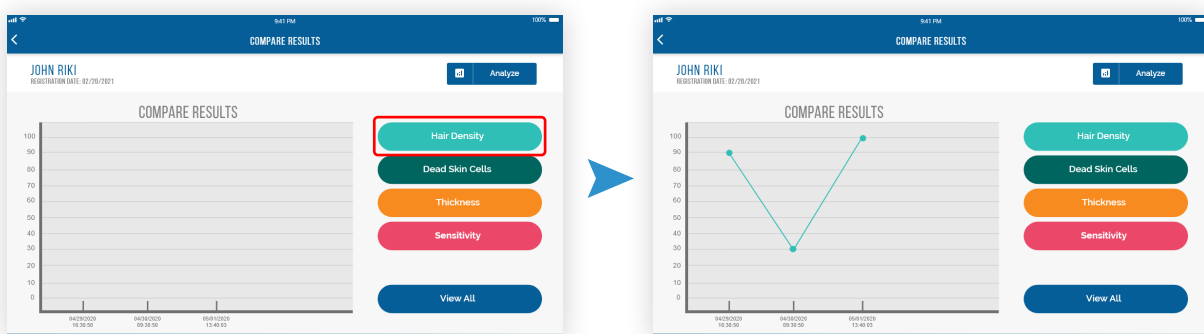 9:41 PM
100%
COMPARE RESULTS
JOHN RIKI
REGISTRATION DATE: 02/20/2021
Analyze
COMPARE RESULTS
100
90
80
70
60
50
40
30
20
10
0
04/29/2020
16:30:50
04/30/2020
09:30:50
05/01/2020
13:40:03
Hair Density
Dead Skin Cells
Thickness
Sensitivity
View All
9:41 PM
100%
COMPARE RESULTS
JOHN RIKI
REGISTRATION DATE: 02/20/2021
Analyze
COMPARE RESULTS
100
90
80
70
60
50
40
30
20
10
0
04/29/2020
16:30:50
04/30/2020
09:30:50
05/01/2020
13:40:03
Hair Density
Dead Skin Cells
Thickness
Sensitivity
View All